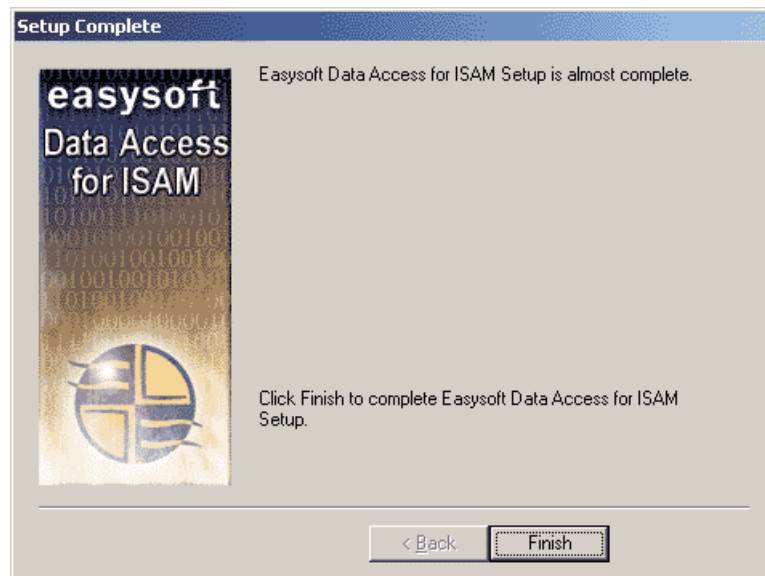 Setup Complete
easysoft
Data Access
for ISAM
Easysoft Data Access for ISAM Setup is almost complete.
Click Finish to complete Easysoft Data Access for ISAM
Setup.
< Back
Finish